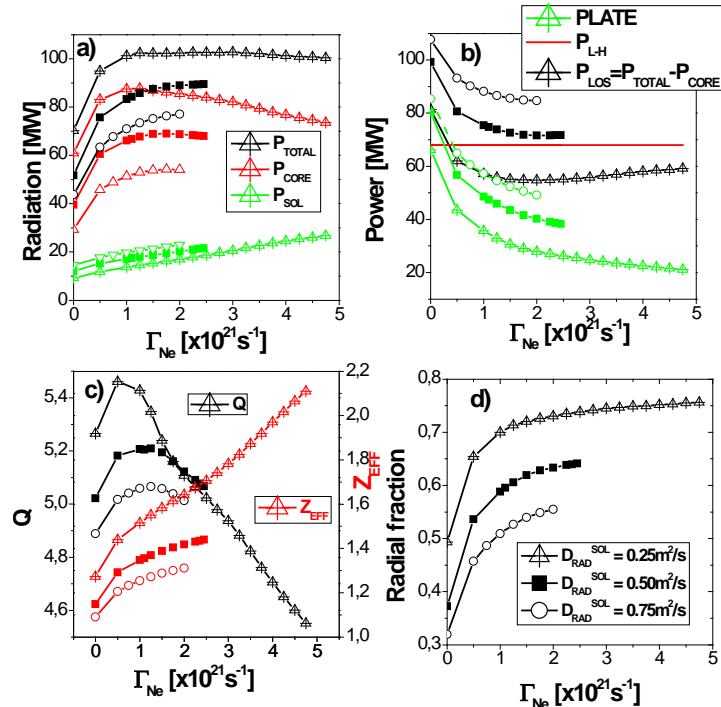 a)
Radiation [MW]
120
100
80
60
40
20
0
P_TOTAL
P_CORE
P_SOL
0 1 2 3 4 5
Γ_Ne [x10^21 s^-1]
b)
PLATE
P_L-H
P_LOS=P_TOTAL-P_CORE
Power [MW]
100
80
60
40
20
0 1 2 3 4 5
Γ_Ne [x10^21 s^-1]
c)
Q
5,4
5,2
5,0
4,8
4,6
Q
Z_EFF
2,2
2,0
1,8
1,6
1,4
1,2
1,0
Z_EFF
0 1 2 3 4 5
Γ_Ne [x10^21 s^-1]
d)
Radial fraction
0,8
0,7
0,6
0,5
0,4
0,3
D_RAD^SOL = 0.25m²/s
D_RAD^SOL = 0.50m²/s
D_RAD^SOL = 0.75m²/s
0 1 2 3 4 5
Γ_Ne [x10^21 s^-1]